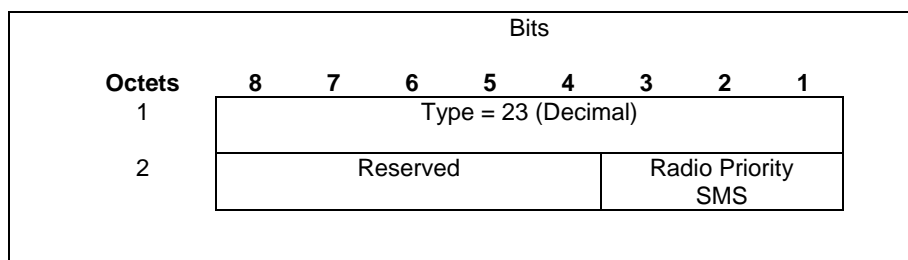 Bits
Octets 8 7 6 5 4 3 2 1
1 Type = 23 (Decimal)
2 Reserved Radio Priority
SMS